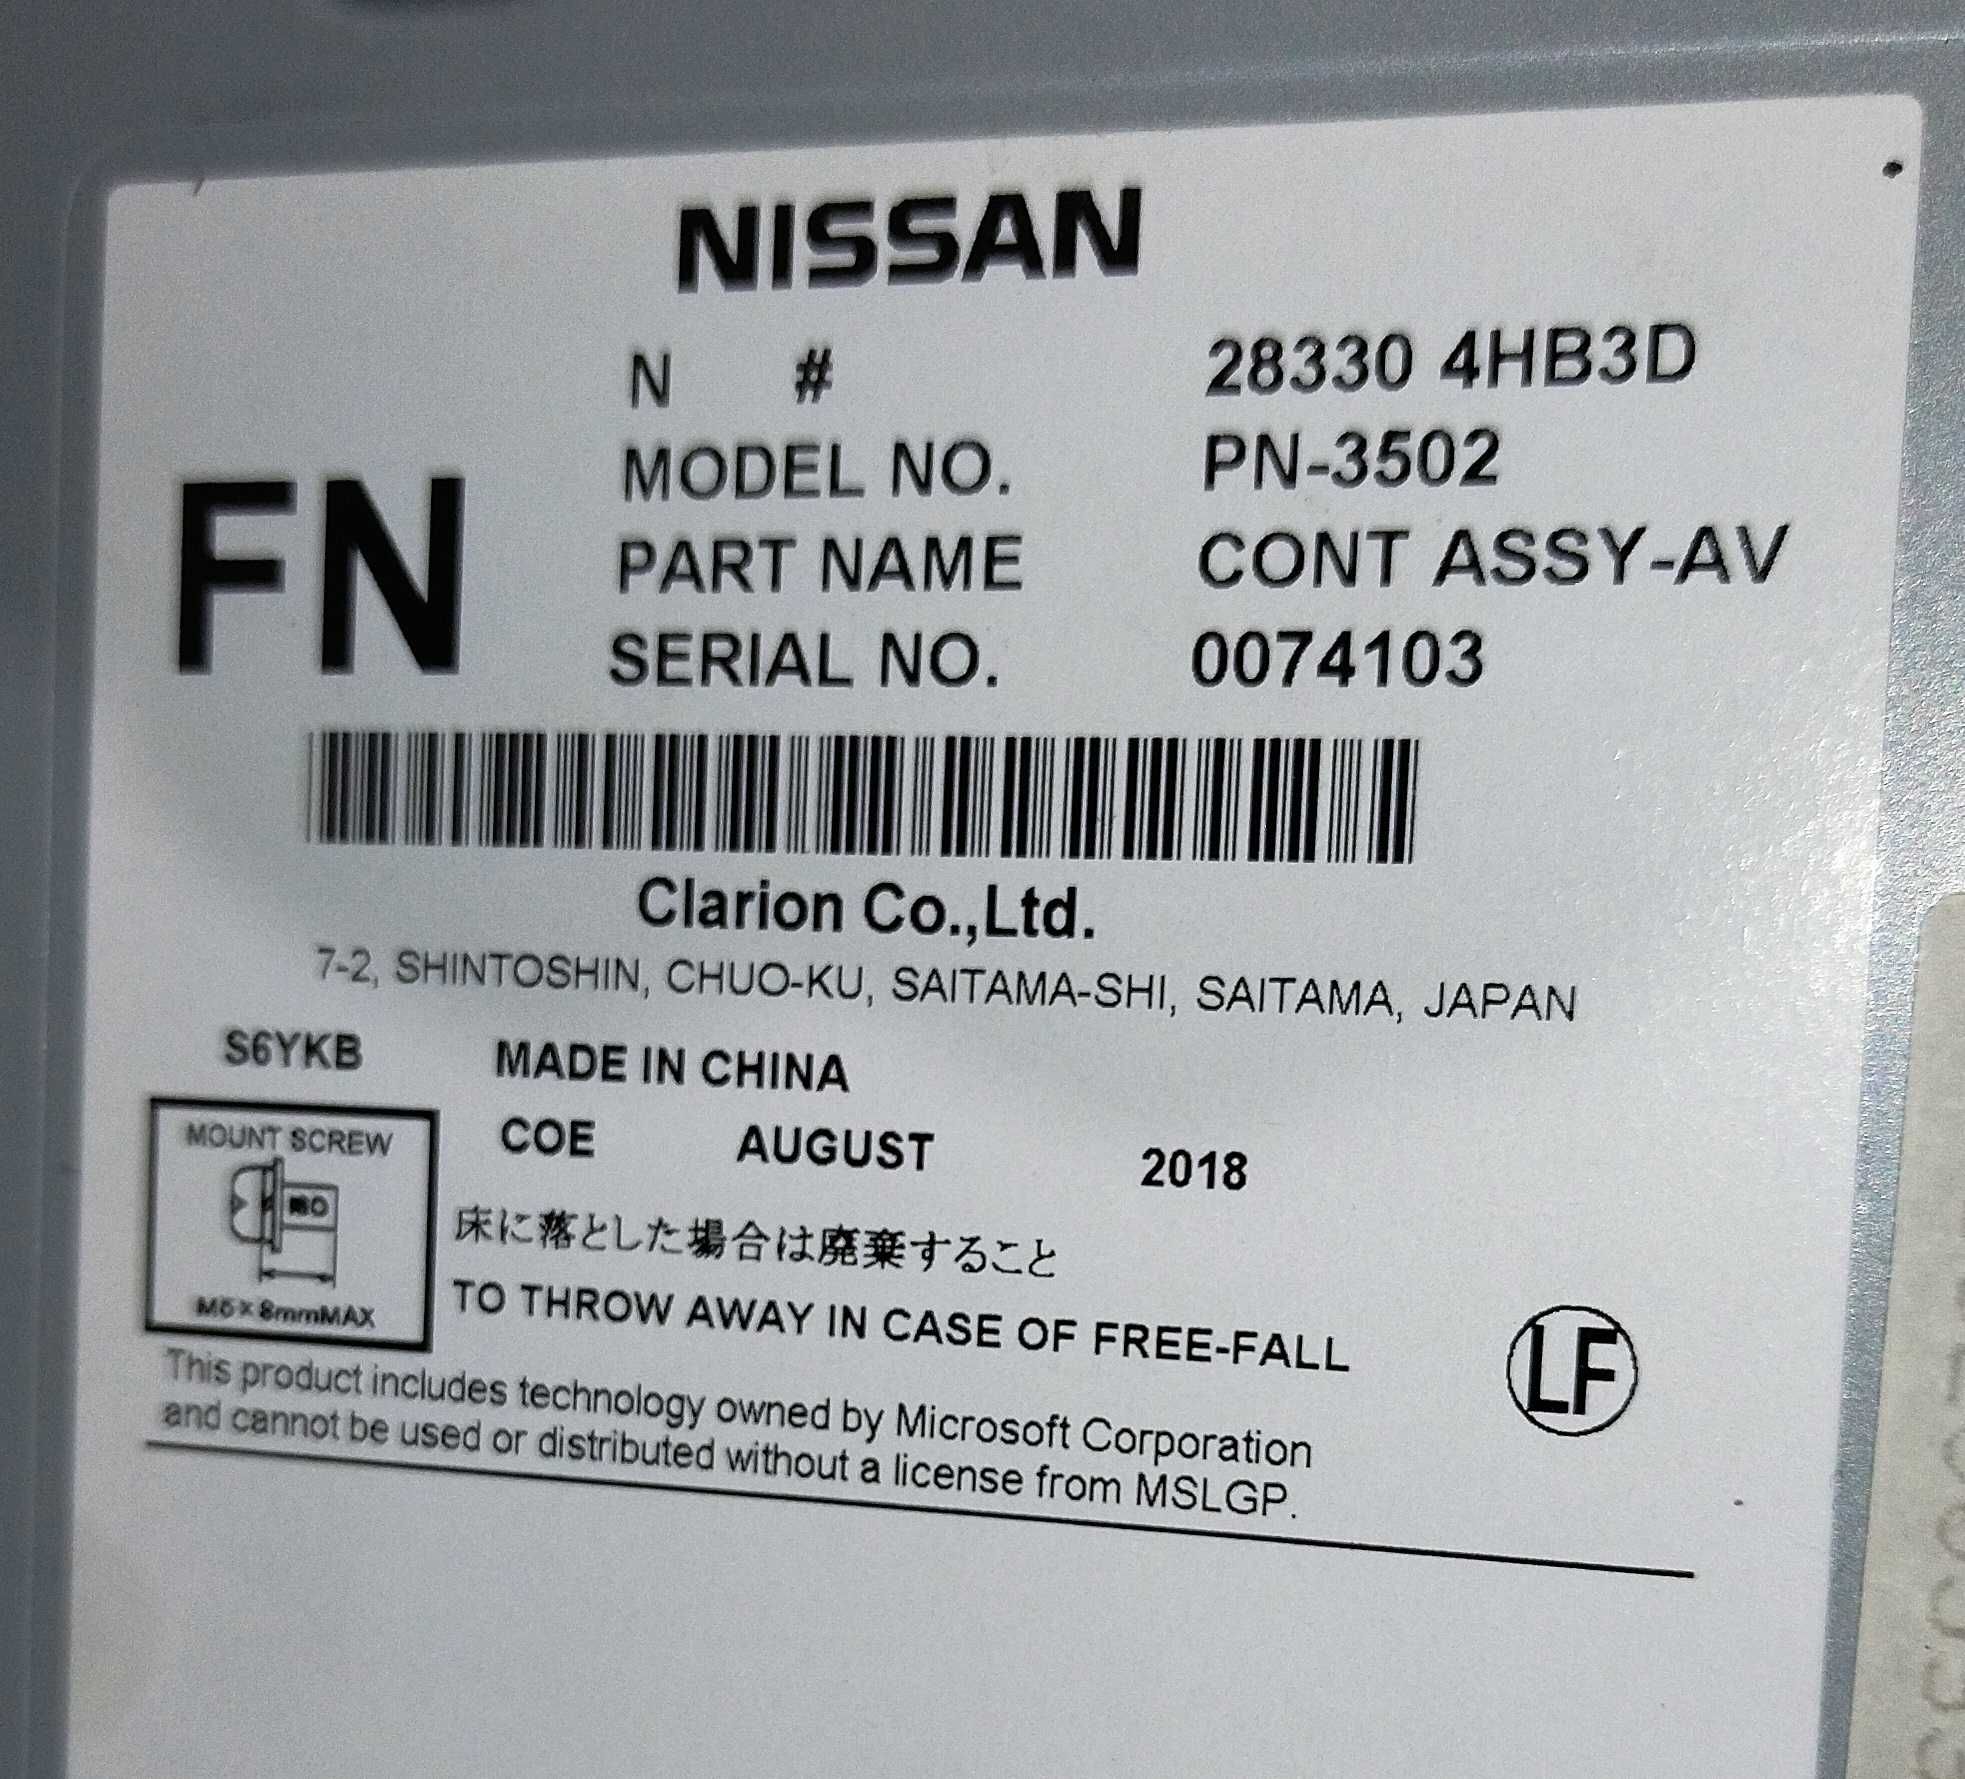 NISSAN
N # 28330 4HB3D
MODEL NO. PN-3502
FN
PART NAME CONT ASSY-AV
SERIAL NO. 0074103
Clarion Co.,Ltd.
7-2, SHINTOSHIN, CHUO-KU, SAITAMA-SHI, SAITAMA, JAPAN
S6YKB MADE IN CHINA
COE AUGUST 2018
MOUNT SCREW
床に落とした場合は廃棄すること
M5×8mmMAX
TO THROW AWAY IN CASE OF FREE-FALL
LF
This product includes technology owned by Microsoft Corporation
and cannot be used or distributed without a license from MSLGP.